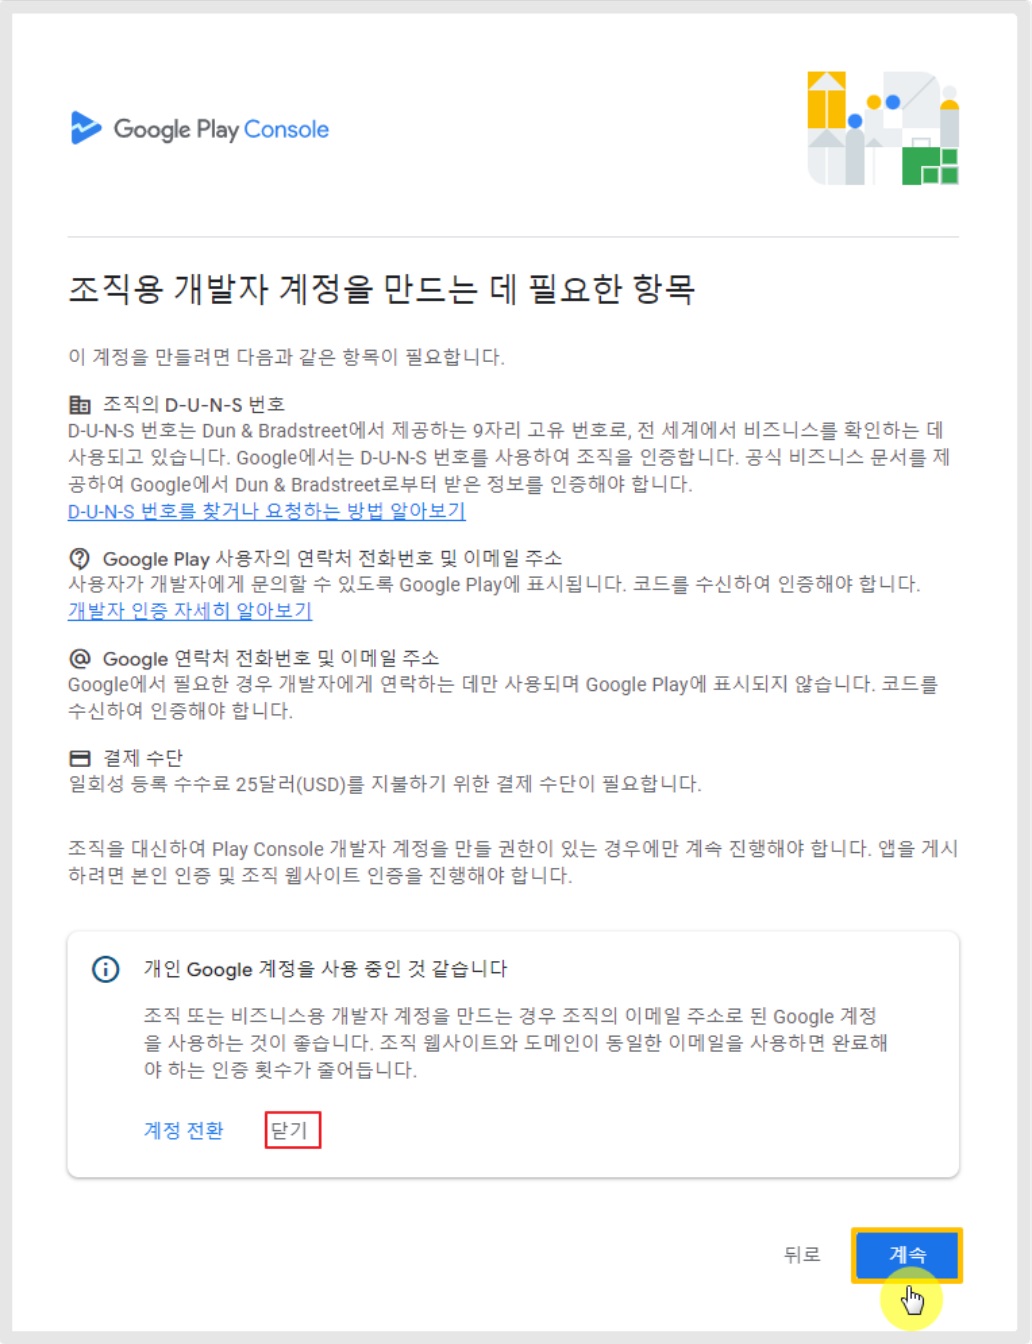 Google Play Console
조직용 개발자 계정을 만드는 데 필요한 항목
이 계정을 만들려면 다음과 같은 항목이 필요합니다.
조직의 D-U-N-S 번호
D-U-N-S 번호는 Dun & Bradstreet에서 제공하는 9자리 고유 번호로, 전 세계에서 비즈니스를 확인하는 데
사용되고 있습니다. Google에서는 D-U-N-S 번호를 사용하여 조직을 인증합니다. 공식 비즈니스 문서를 제
공하여 Google에서 Dun & Bradstreet로부터 받은 정보를 인증해야 합니다.
D-U-N-S 번호를 찾거나 요청하는 방법 알아보기
Google Play 사용자의 연락처 전화번호 및 이메일 주소
사용자가 개발자에게 문의할 수 있도록 Google Play에 표시됩니다. 코드를 수신하여 인증해야 합니다.
개발자 인증 자세히 알아보기
Google 연락처 전화번호 및 이메일 주소
Google에서 필요한 경우 개발자에게 연락하는 데만 사용되며 Google Play에 표시되지 않습니다. 코드를
수신하여 인증해야 합니다.
결제 수단
일회성 등록 수수료 25달러(USD)를 지불하기 위한 결제 수단이 필요합니다.
조직을 대신하여 Play Console 개발자 계정을 만들 권한이 있는 경우에만 계속 진행해야 합니다. 앱을 게시
하려면 본인 인증 및 조직 웹사이트 인증을 진행해야 합니다.
개인 Google 계정을 사용 중인 것 같습니다
조직 또는 비즈니스용 개발자 계정을 만드는 경우 조직의 이메일 주소로 된 Google 계정
을 사용하는 것이 좋습니다. 조직 웹사이트와 도메인이 동일한 이메일을 사용하면 완료해
야 하는 인증 횟수가 줄어듭니다.
계정 전환 닫기
뒤로 계속